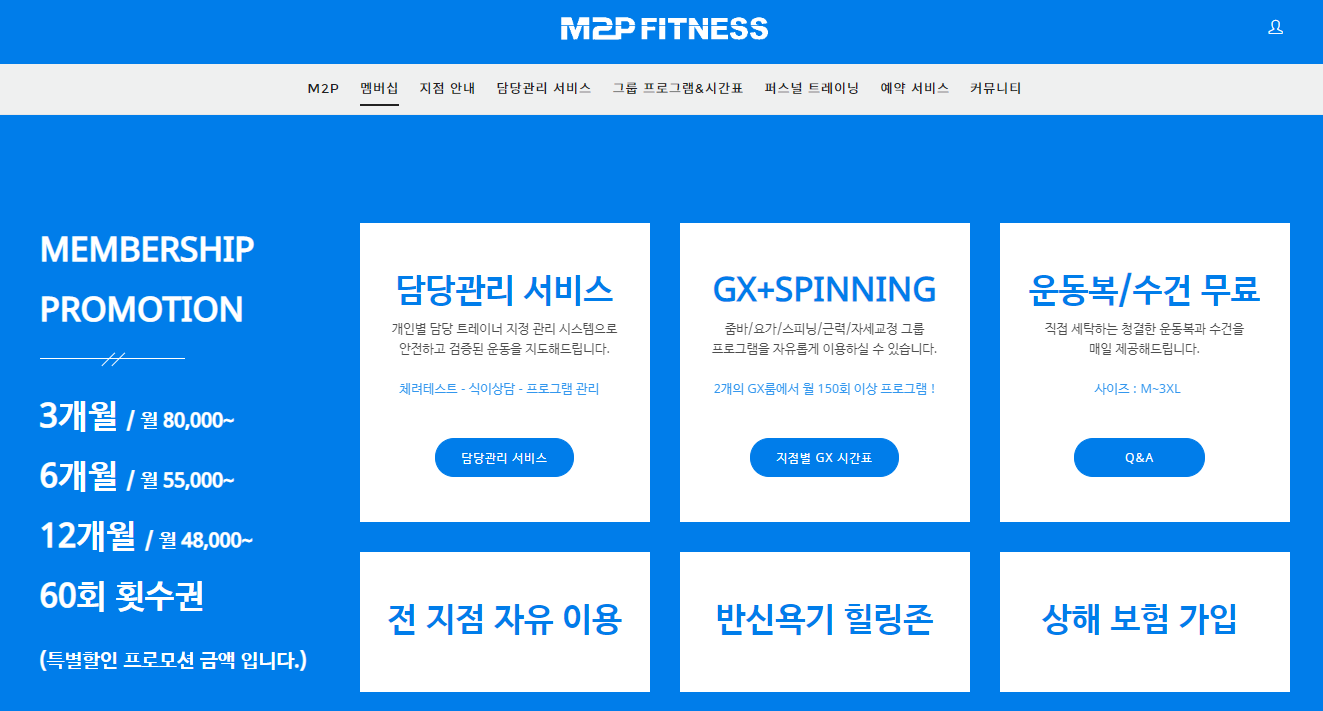 M2P FITNESS
M2P 멤버십 지점 안내 담당관리 서비스 그룹 프로그램&시간표 퍼스널 트레이닝 예약 서비스 커뮤니티
MEMBERSHIP
PROMOTION
3개월 / 월 80,000~
6개월 / 월 55,000~
12개월 / 월 48,000~
60회 횟수권
(특별할인 프로모션 금액 입니다.)
담당관리 서비스
개인별 담당 트레이너 지정 관리 시스템으로
안전하고 검증된 운동을 지도해드립니다.
체려테스트 - 식이상담 - 프로그램 관리
담당관리 서비스
GX+SPINNING
줌바/요가/스피닝/근력/자세교정 그룹
프로그램을 자유롭게 이용하실 수 있습니다.
2개의 GX룸에서 월 150회 이상 프로그램 !
지점별 GX 시간표
운동복/수건 무료
직접 세탁하는 청결한 운동복과 수건을
매일 제공해드립니다.
사이즈 : M~3XL
Q&A
전 지점 자유 이용
반신욕기 힐링존
상해 보험 가입